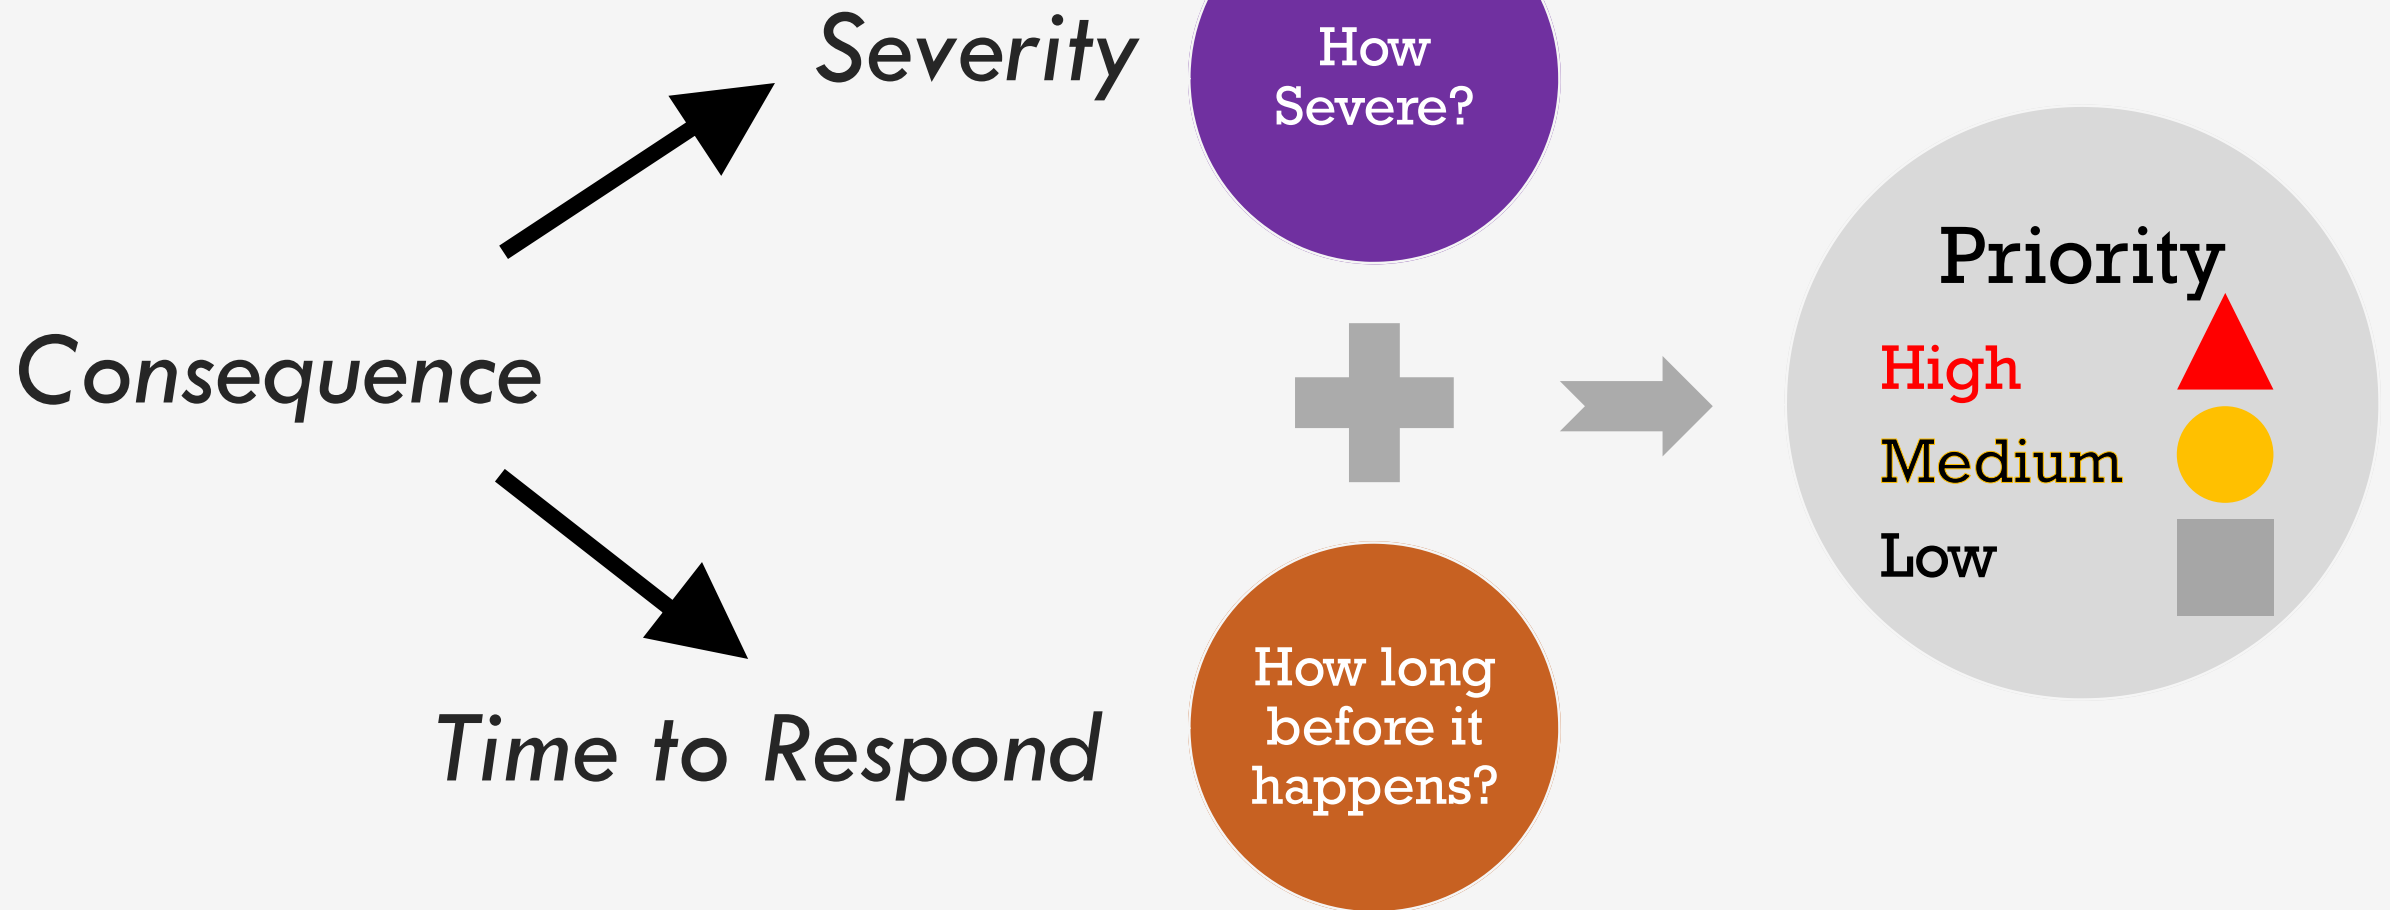 Severity
How
Severe?
Consequence
Priority
High
Medium
Low
Time to Respond
How long
before it
happens?